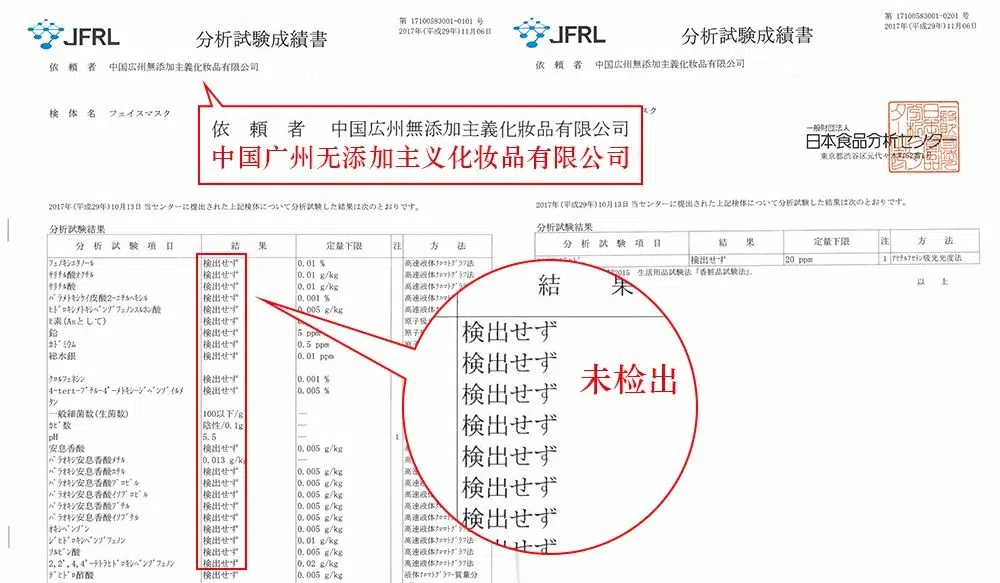 JFRL
分析試験成績書
第 17100583001-0101 号
2017年(平成29年)11月06日
依 頼 者 中国広州無添加主義化粧品有限公司
検 体 名 フェイスマスク
依 頼 者 中国広州無添加主義化妝品有限公司
中国广州无添加主义化妆品有限公司
2017年(平成29年)10月13日当センターに提出された上記検体について分析試験した結果は次のとおりです。
分析試験結果
分 析 試 験 項 目 結 果 定量下限 注 方 法
フェノキシエタノール 検出せず 0.01 % 高速液体クロマトグラフ法
サリチル酸オクチル 検出せず 0.01 g/kg 高速液体クロマトグラフ法
サリチル酸 検出せず 0.01 g/kg 高速液体クロマトグラフ法
パラメトキシケイ皮酸2-エチルヘキシル 検出せず 0.001 % 高速液体クロマトグラフ法
ヒドロキシメトキシベンゾフェノンスルホン酸 検出せず 0.005 g/kg 高速液体クロマトグラフ法
ヒ素(Asとして) 検出せず 原子吸
鉛 検出せず 5 ppm 原子
カドミウム 検出せず 0.5 ppm 原子
総水銀 検出せず 0.01 ppm
クロルフェネシン 検出せず 0.001 %
4-tert-ブチル-4'-メトキシ-ジベンゾイルメタン 検出せず 0.005 %
一般細菌数(生菌数) 100以下/g —
カビ数 陰性/0.1g —
pH 5.5 — 1
安息香酸 検出せず 0.005 g/kg 高速
パラオキシ安息香酸メチル 0.013 g/kg 高速
パラオキシ安息香酸エチル 検出せず 0.005 g/kg 高速液
パラオキシ安息香酸プロピル 検出せず 0.005 g/kg 高速液
パラオキシ安息香酸イソプロピル 検出せず 0.005 g/kg 高速液体
パラオキシ安息香酸ブチル 検出せず 0.005 g/kg 高速液体
パラオキシ安息香酸イソブチル 検出せず 0.005 g/kg 高速液体クロ
オキシベンゾン 検出せず 0.005 g/kg 高速液体クロマト
ジヒドロキシベンゾフェノン 検出せず 0.01 g/kg 高速液体クロマトグラフ法
ソルビン酸 検出せず 0.005 g/kg 高速液体クロマトグラフ法
2,2',4,4'-テトラヒドロキシベンゾフェノン 検出せず 0.02 g/kg 高速液体クロマトグラフ法
デヒドロ酢酸 検出せず 0.005 g/kg 液体クロマトグラフ-質量分
JFRL
分析試験成績書
第 17100583001-0201 号
2017年(平成29年)11月06日
依 頼 者 中国広州無添加主義化粧品有限公司
スク
一般財団法人
日本食品分析センター
東京都渋谷区元代々木町52番1号
2017年(平成29年)10月13日当センターに提出された上記検体について分析試験した結果は次のとおりです。
分析試験結果
分 析 試 験 項 目 結 果 定量下限 注 方 法
検出せず 20 ppm 1 アセチルアセトン吸光光度法
2015 生活用品試験法「香粧品試験法」.
以 上
結 果
検出せず
検出せず
検出せず
検出せず
検出せず
検出せず
検出せず
未检出